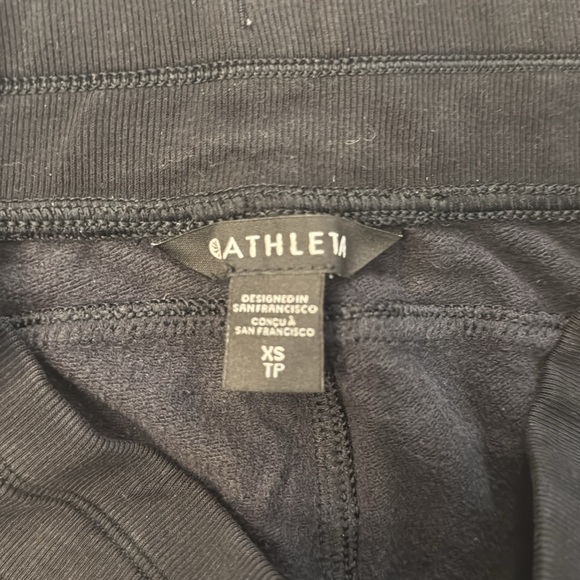 ATHLETA
DESIGNED IN
SAN FRANCISCO
CONÇU À
SAN FRANCISCO
XS
TP